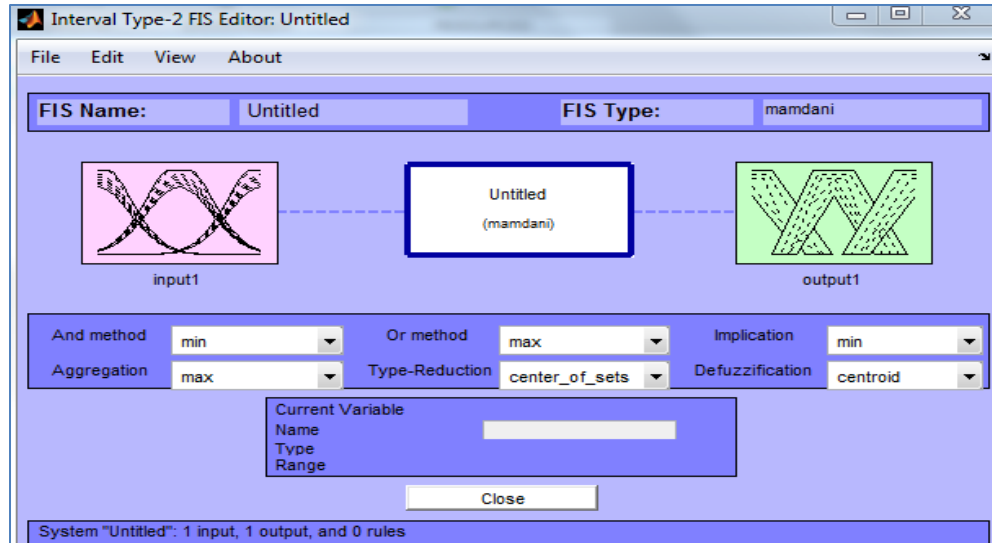 Interval Type-2 FIS Editor: Untitled
File Edit View About
FIS Name: Untitled FIS Type: mamdani
Untitled
(mamdani)
input1 output1
And method min Or method max Implication min
Aggregation max Type-Reduction center_of_sets Defuzzification centroid
Current Variable
Name
Type
Range
Close
System "Untitled": 1 input, 1 output, and 0 rules